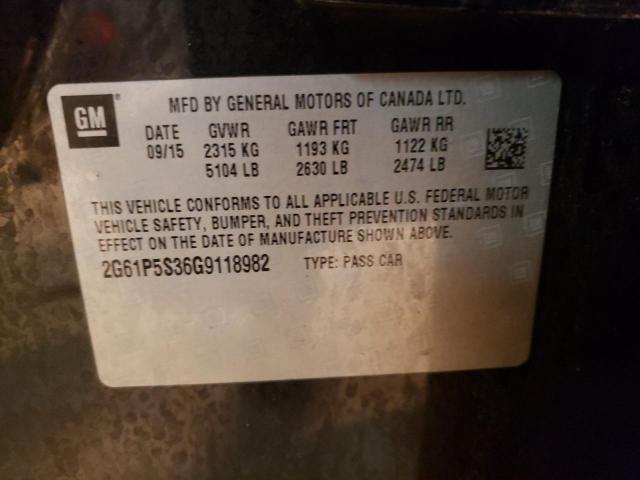 GM ®
MFD BY GENERAL MOTORS OF CANADA LTD.
DATE GVWR GAWR FRT GAWR RR
09/15 2315 KG 1193 KG 1122 KG
5104 LB 2630 LB 2474 LB
THIS VEHICLE CONFORMS TO ALL APPLICABLE U.S. FEDERAL MOTOR
VEHICLE SAFETY, BUMPER, AND THEFT PREVENTION STANDARDS IN
EFFECT ON THE DATE OF MANUFACTURE SHOWN ABOVE.
2G61P5S36G9118982 TYPE: PASS CAR